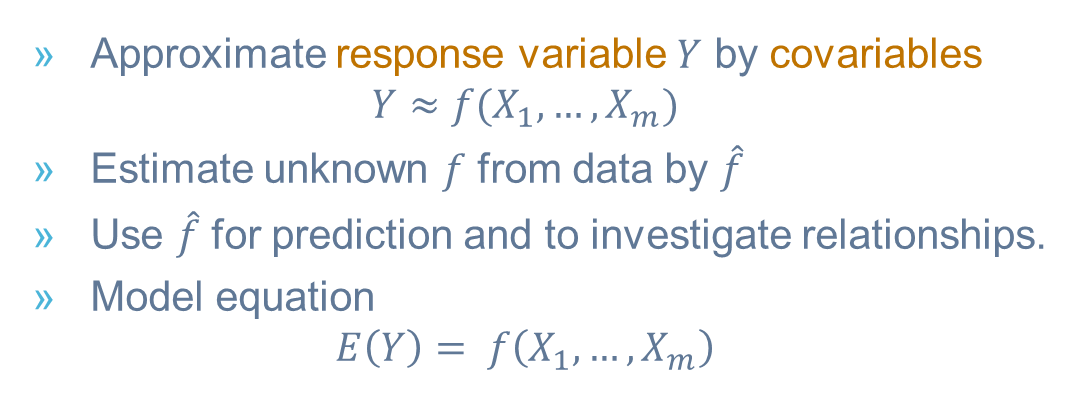 » Approximate response variable 𝑌 by covariables
𝑌 ≈ 𝑓(𝑋₁, … , 𝑋ₘ)
» Estimate unknown 𝑓 from data by 𝑓̂
» Use 𝑓̂ for prediction and to investigate relationships.
» Model equation
𝐸(𝑌) = 𝑓(𝑋₁, … , 𝑋ₘ)